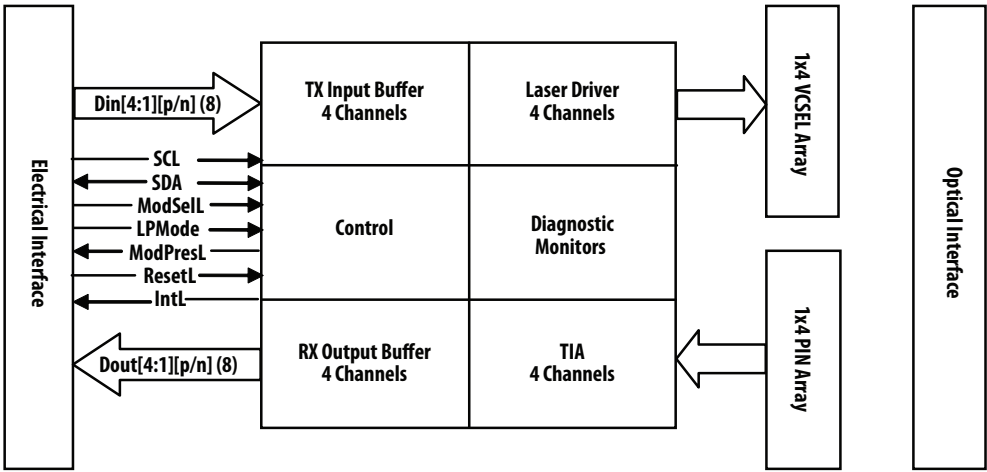 Electrical Interface
Din[4:1][p/n] (8)
SCL
SDA
ModSelL
LPMode
ModPresL
ResetL
IntL
Dout[4:1][p/n] (8)
TX Input Buffer
4 Channels
Laser Driver
4 Channels
Control
Diagnostic
Monitors
RX Output Buffer
4 Channels
TIA
4 Channels
1x4 VCSEL Array
1x4 PIN Array
Optical Interface